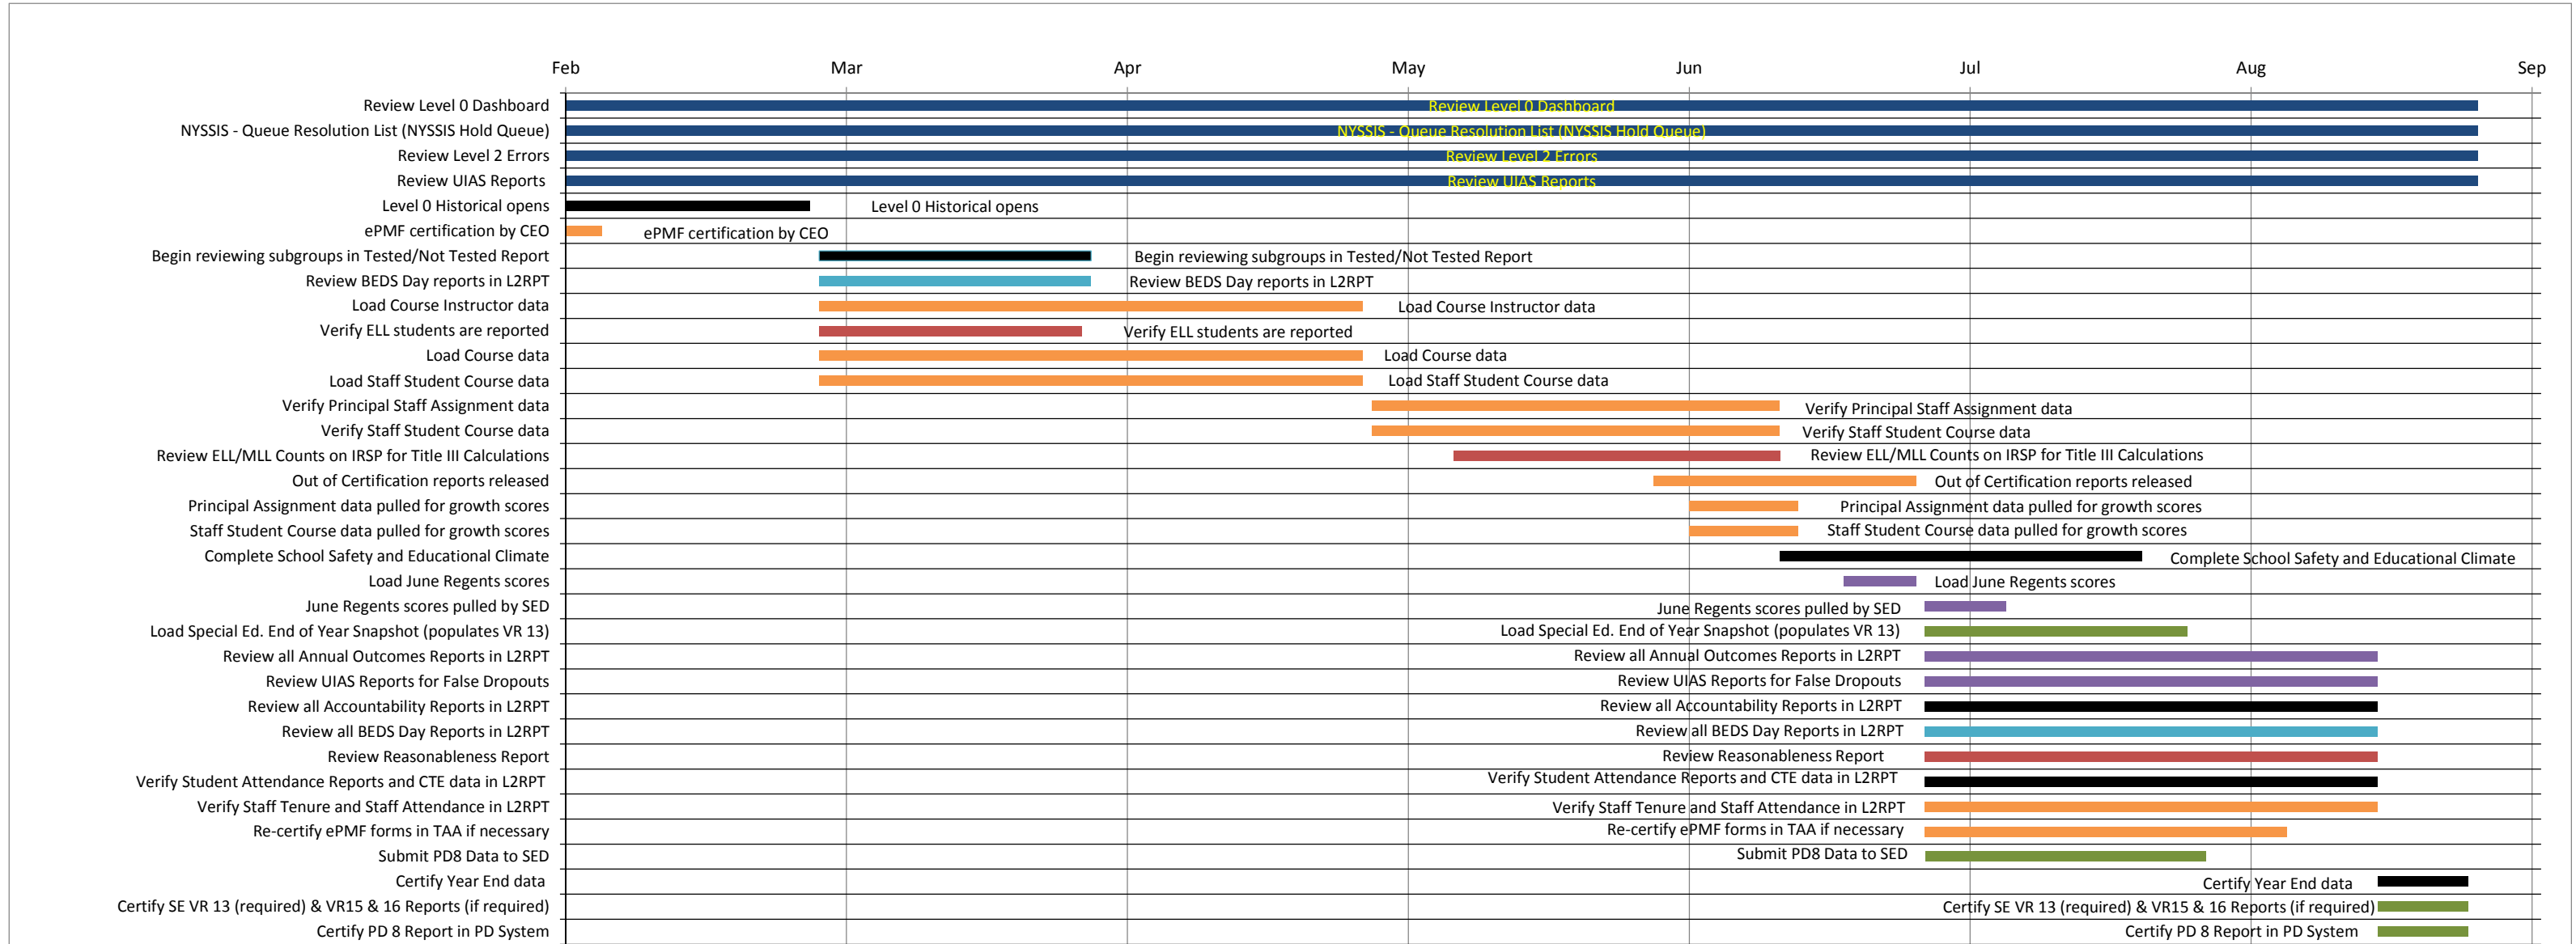 Feb Mar Apr May Jun Jul Aug Sep
Review Level 0 Dashboard Review Level 0 Dashboard
NYSSIS - Queue Resolution List (NYSSIS Hold Queue) NYSSIS - Queue Resolution List (NYSSIS Hold Queue)
Review Level 2 Errors Review Level 2 Errors
Review UIAS Reports Review UIAS Reports
Level 0 Historical opens Level 0 Historical opens
ePMF certification by CEO ePMF certification by CEO
Begin reviewing subgroups in Tested/Not Tested Report Begin reviewing subgroups in Tested/Not Tested Report
Review BEDS Day reports in L2RPT Review BEDS Day reports in L2RPT
Load Course Instructor data Load Course Instructor data
Verify ELL students are reported Verify ELL students are reported
Load Course data Load Course data
Load Staff Student Course data Load Staff Student Course data
Verify Principal Staff Assignment data Verify Principal Staff Assignment data
Verify Staff Student Course data Verify Staff Student Course data
Review ELL/MLL Counts on IRSP for Title III Calculations Review ELL/MLL Counts on IRSP for Title III Calculations
Out of Certification reports released Out of Certification reports released
Principal Assignment data pulled for growth scores Principal Assignment data pulled for growth scores
Staff Student Course data pulled for growth scores Staff Student Course data pulled for growth scores
Complete School Safety and Educational Climate Complete School Safety and Educational Climate
Load June Regents scores Load June Regents scores
June Regents scores pulled by SED June Regents scores pulled by SED
Load Special Ed. End of Year Snapshot (populates VR 13) Load Special Ed. End of Year Snapshot (populates VR 13)
Review all Annual Outcomes Reports in L2RPT Review all Annual Outcomes Reports in L2RPT
Review UIAS Reports for False Dropouts Review UIAS Reports for False Dropouts
Review all Accountability Reports in L2RPT Review all Accountability Reports in L2RPT
Review all BEDS Day Reports in L2RPT Review all BEDS Day Reports in L2RPT
Review Reasonableness Report Review Reasonableness Report
Verify Student Attendance Reports and CTE data in L2RPT Verify Student Attendance Reports and CTE data in L2RPT
Verify Staff Tenure and Staff Attendance in L2RPT Verify Staff Tenure and Staff Attendance in L2RPT
Re-certify ePMF forms in TAA if necessary Re-certify ePMF forms in TAA if necessary
Submit PD8 Data to SED Submit PD8 Data to SED
Certify Year End data Certify Year End data
Certify SE VR 13 (required) & VR15 & 16 Reports (if required) Certify SE VR 13 (required) & VR15 & 16 Reports (if required)
Certify PD 8 Report in PD System Certify PD 8 Report in PD System